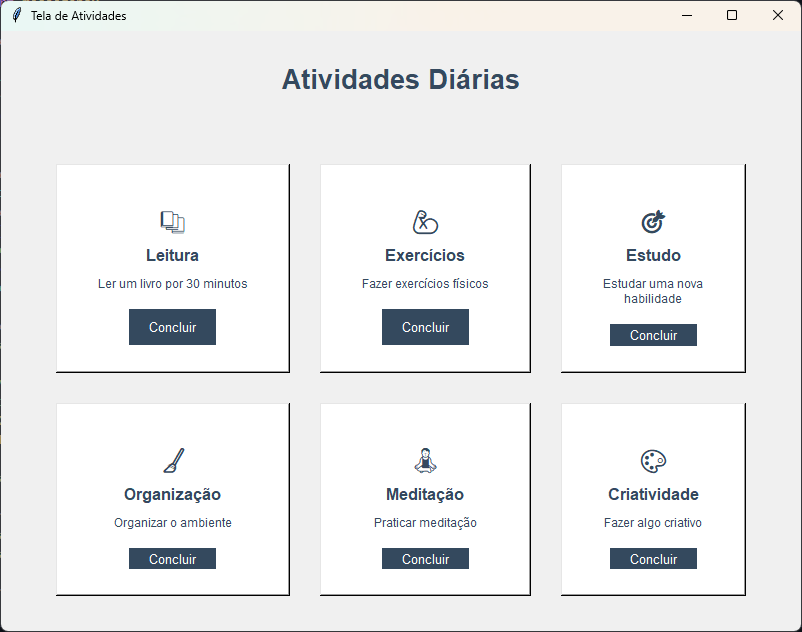 Tela de Atividades
Atividades Diárias
Leitura
Ler um livro por 30 minutos
Concluir
Exercícios
Fazer exercícios físicos
Concluir
Estudo
Estudar uma nova
habilidade
Concluir
Organização
Organizar o ambiente
Concluir
Meditação
Praticar meditação
Concluir
Criatividade
Fazer algo criativo
Concluir